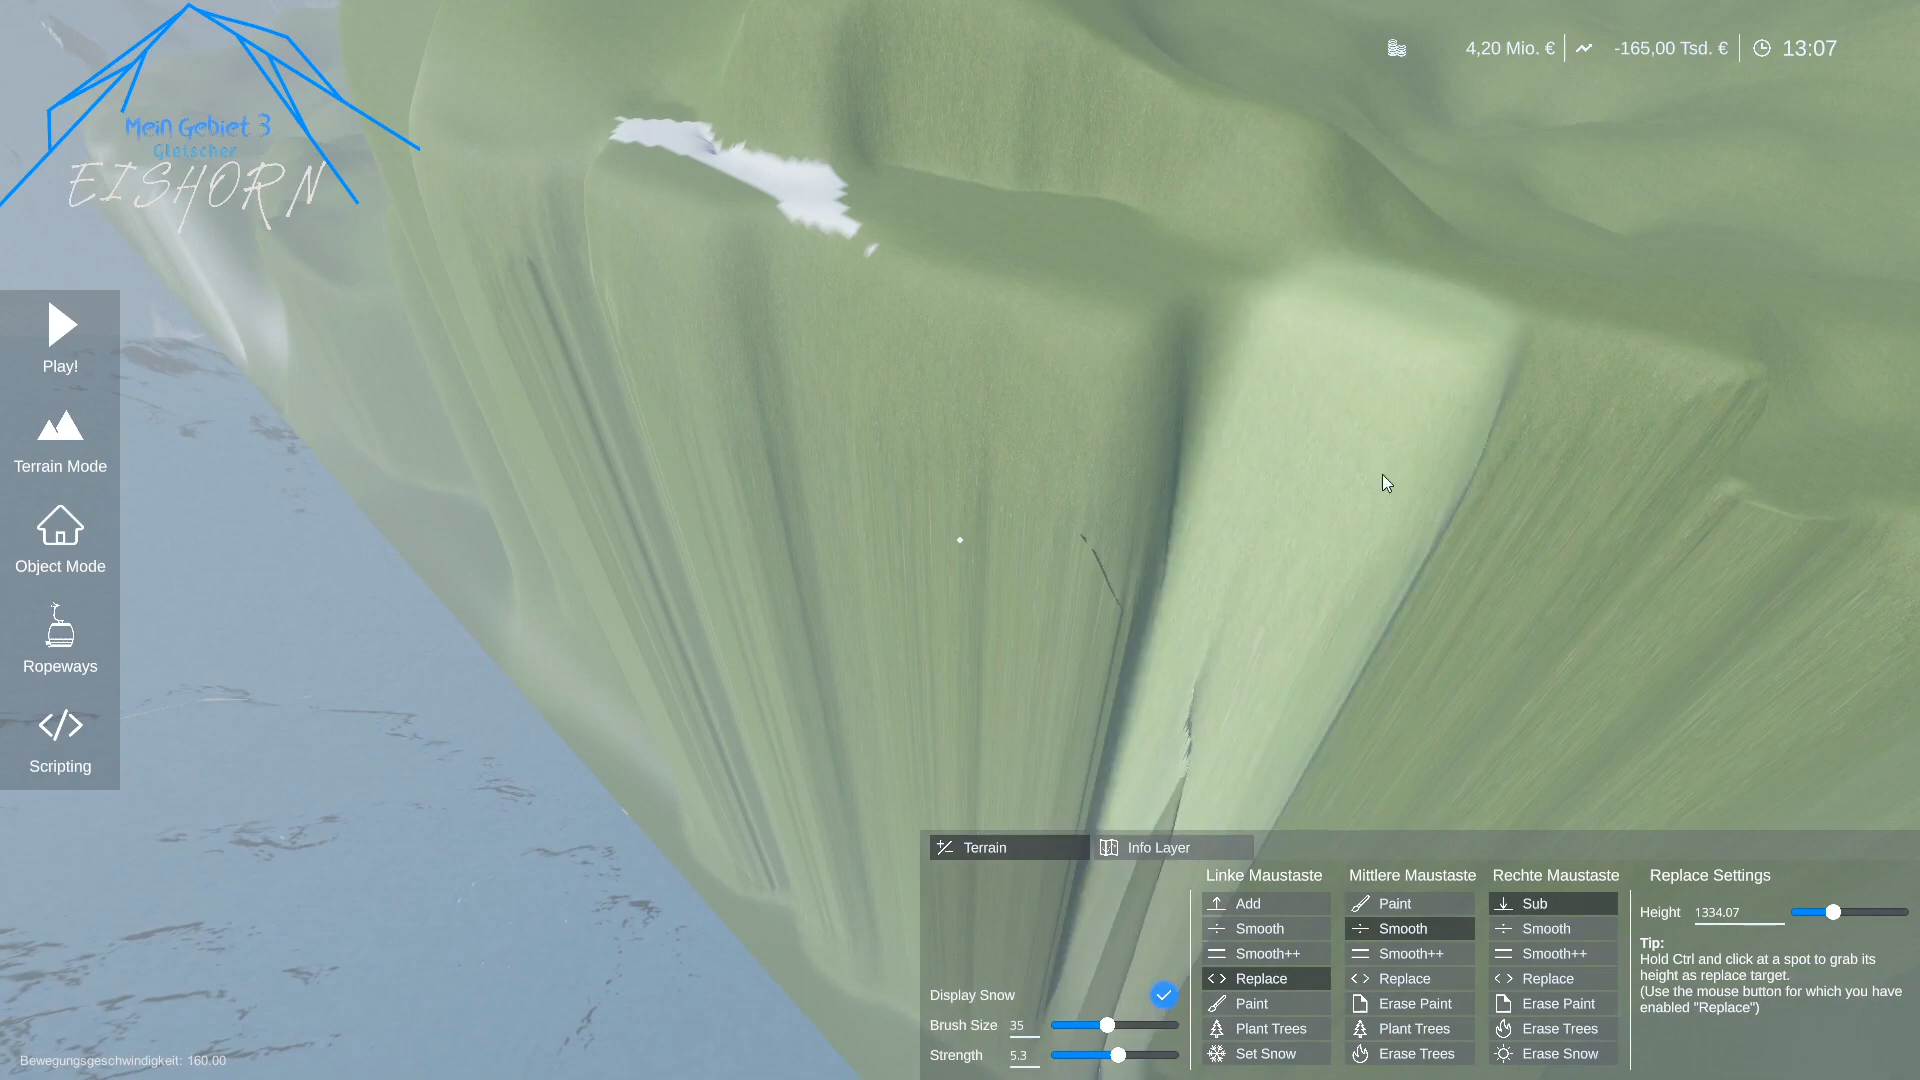 4,20 Mio. €
-165,00 Tsd. €
13:07
Mein Gebiet 3
Gletscher
EISHORN
Play!
Terrain Mode
Object Mode
Ropeways
Scripting
Bewegungsgeschwindigkeit: 160.00
Terrain
Info Layer
Display Snow
Brush Size 35
Strength 5.3
Linke Maustaste
Add
Smooth
Smooth++
Replace
Paint
Plant Trees
Set Snow
Mittlere Maustaste
Paint
Smooth
Smooth++
Replace
Erase Paint
Plant Trees
Erase Trees
Rechte Maustaste
Sub
Smooth
Smooth++
Replace
Erase Paint
Erase Trees
Erase Snow
Replace Settings
Height 1334.07
Tip:
Hold Ctrl and click at a spot to grab its
height as replace target.
(Use the mouse button for which you have
enabled "Replace")